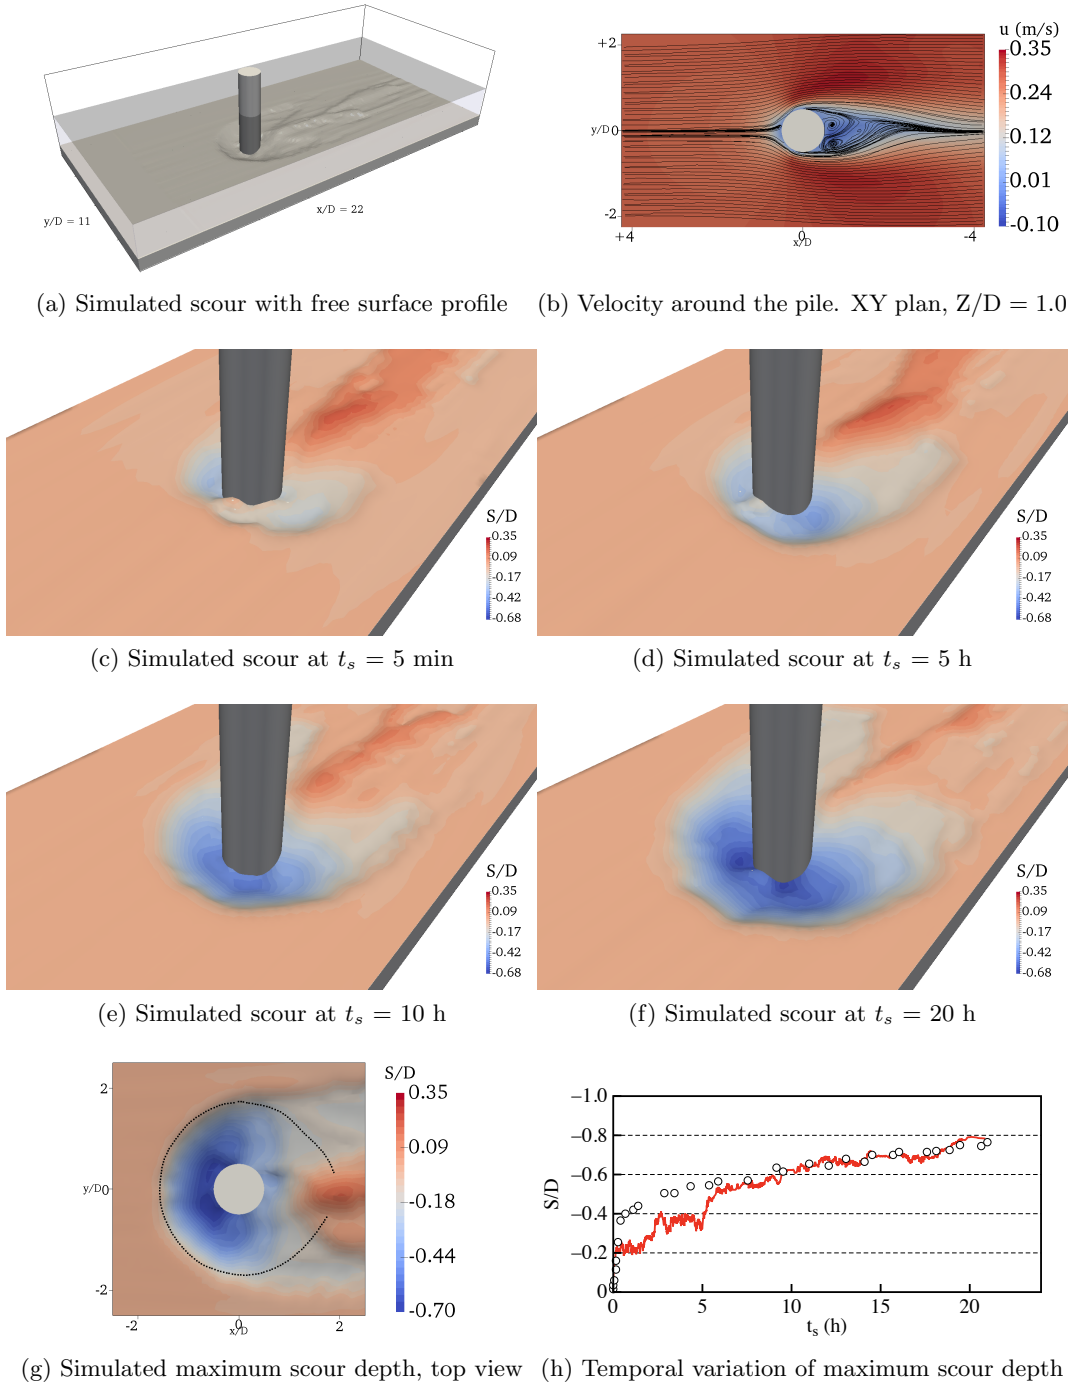 y/D = 11
x/D = 22
u (m/s)
+2
y/D 0
-2
+4
0
x/D
-4
0.35
0.24
0.12
0.01
-0.10
(a) Simulated scour with free surface profile
(b) Velocity around the pile. XY plan, Z/D = 1.0
S/D
0.35
0.09
-0.17
-0.42
-0.68
S/D
0.35
0.09
-0.17
-0.42
-0.68
(c) Simulated scour at ts = 5 min
(d) Simulated scour at ts = 5 h
S/D
0.35
0.09
-0.17
-0.42
-0.68
S/D
0.35
0.09
-0.17
-0.42
-0.68
(e) Simulated scour at ts = 10 h
(f) Simulated scour at ts = 20 h
2
y/D 0
-2
-2
0
x/D
2
S/D
0.35
0.09
-0.18
-0.44
-0.70
−1.0
−0.8
−0.6
−0.4
−0.2
0
S/D
0
5
10
15
20
ts (h)
(g) Simulated maximum scour depth, top view
(h) Temporal variation of maximum scour depth